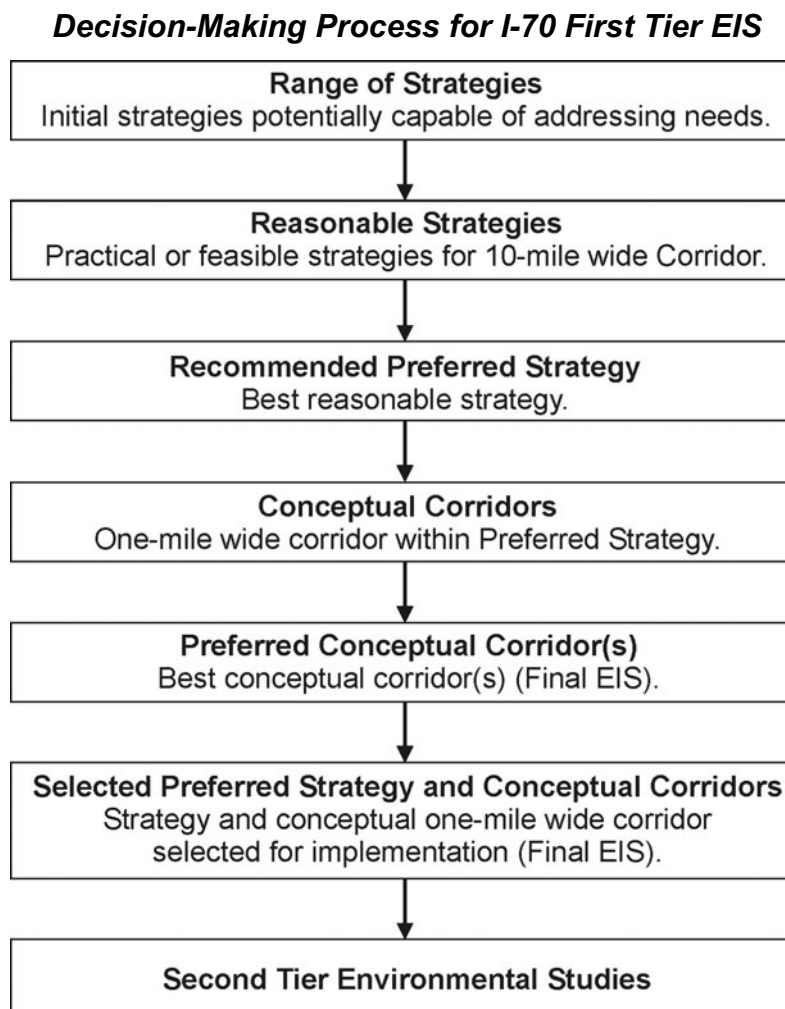 Decision-Making Process for I-70 First Tier EIS
Range of Strategies
Initial strategies potentially capable of addressing needs.
Reasonable Strategies
Practical or feasible strategies for 10-mile wide Corridor.
Recommended Preferred Strategy
Best reasonable strategy.
Conceptual Corridors
One-mile wide corridor within Preferred Strategy.
Preferred Conceptual Corridor(s)
Best conceptual corridor(s) (Final EIS).
Selected Preferred Strategy and Conceptual Corridors
Strategy and conceptual one-mile wide corridor
selected for implementation (Final EIS).
Second Tier Environmental Studies